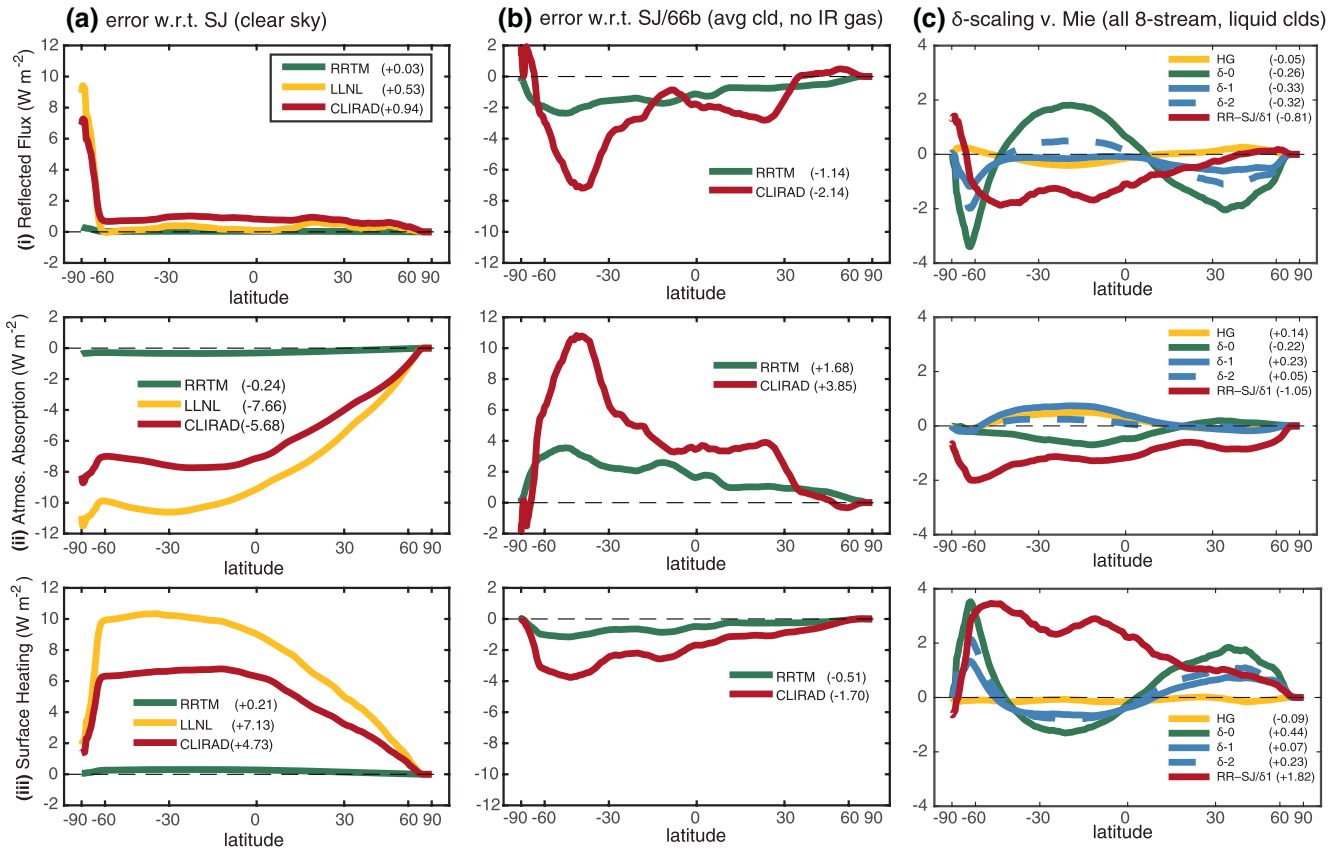 (a) error w.r.t. SJ (clear sky)
(i) Reflected Flux (W m-2)
12
10
8
6
4
2
0
-2
RRTM (+0.03)
LLNL (+0.53)
CLIRAD(+0.94)
-90 -60 -30 0 30 60 90
latitude
(b) error w.r.t. SJ/66b (avg cld, no IR gas)
2
0
-2
-4
-6
-8
-10
-12
RRTM (-1.14)
CLIRAD (-2.14)
-90 -60 -30 0 30 60 90
latitude
(c) δ-scaling v. Mie (all 8-stream, liquid clds)
4
2
0
-2
-4
HG (-0.05)
δ-0 (-0.26)
δ-1 (-0.33)
δ-2 (-0.32)
RR–SJ/δ1 (-0.81)
-90 -60 -30 0 30 60 90
latitude
(ii) Atmos. Absorption (W m-2)
2
0
-2
-4
-6
-8
-10
-12
RRTM (-0.24)
LLNL (-7.66)
CLIRAD(-5.68)
-90 -60 -30 0 30 60 90
latitude
12
10
8
6
4
2
0
-2
RRTM (+1.68)
CLIRAD (+3.85)
-90 -60 -30 0 30 60 90
latitude
4
2
0
-2
-4
HG (+0.14)
δ-0 (-0.22)
δ-1 (+0.23)
δ-2 (+0.05)
RR–SJ/δ1 (-1.05)
-90 -60 -30 0 30 60 90
latitude
(iii) Surface Heating (W m-2)
12
10
8
6
4
2
0
-2
RRTM (+0.21)
LLNL (+7.13)
CLIRAD(+4.73)
-90 -60 -30 0 30 60 90
latitude
2
0
-2
-4
-6
-8
-10
-12
RRTM (-0.51)
CLIRAD (-1.70)
-90 -60 -30 0 30 60 90
latitude
4
2
0
-2
-4
HG (-0.09)
δ-0 (+0.44)
δ-1 (+0.07)
δ-2 (+0.23)
RR–SJ/δ1 (+1.82)
-90 -60 -30 0 30 60 90
latitude